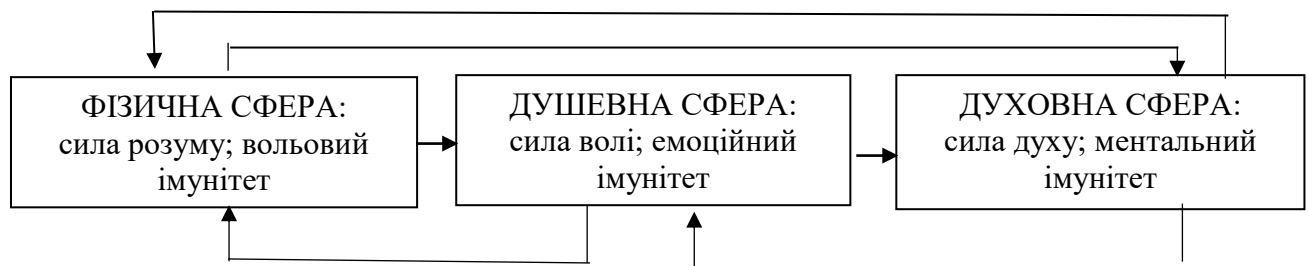 ФІЗИЧНА СФЕРА:
сила розуму; вольовий
імунітет
ДУШЕВНА СФЕРА:
сила волі; емоційний
імунітет
ДУХОВНА СФЕРА:
сила духу; ментальний
імунітет